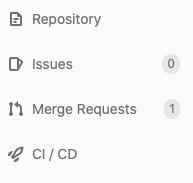 Repository
Issues 0
Merge Requests 1
CI / CD